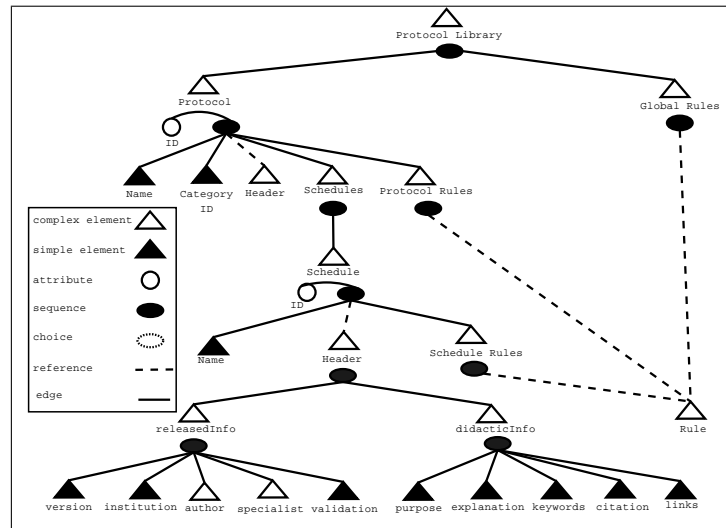 Protocol Library
Protocol
Global Rules
ID
Name
Category
ID
Header
Schedules
Protocol Rules
complex element
simple element
attribute
sequence
choice
reference
edge
Schedule
ID
Name
Header
Schedule Rules
releasedInfo
didacticInfo
Rule
version
institution
author
specialist
validation
purpose
explanation
keywords
citation
links